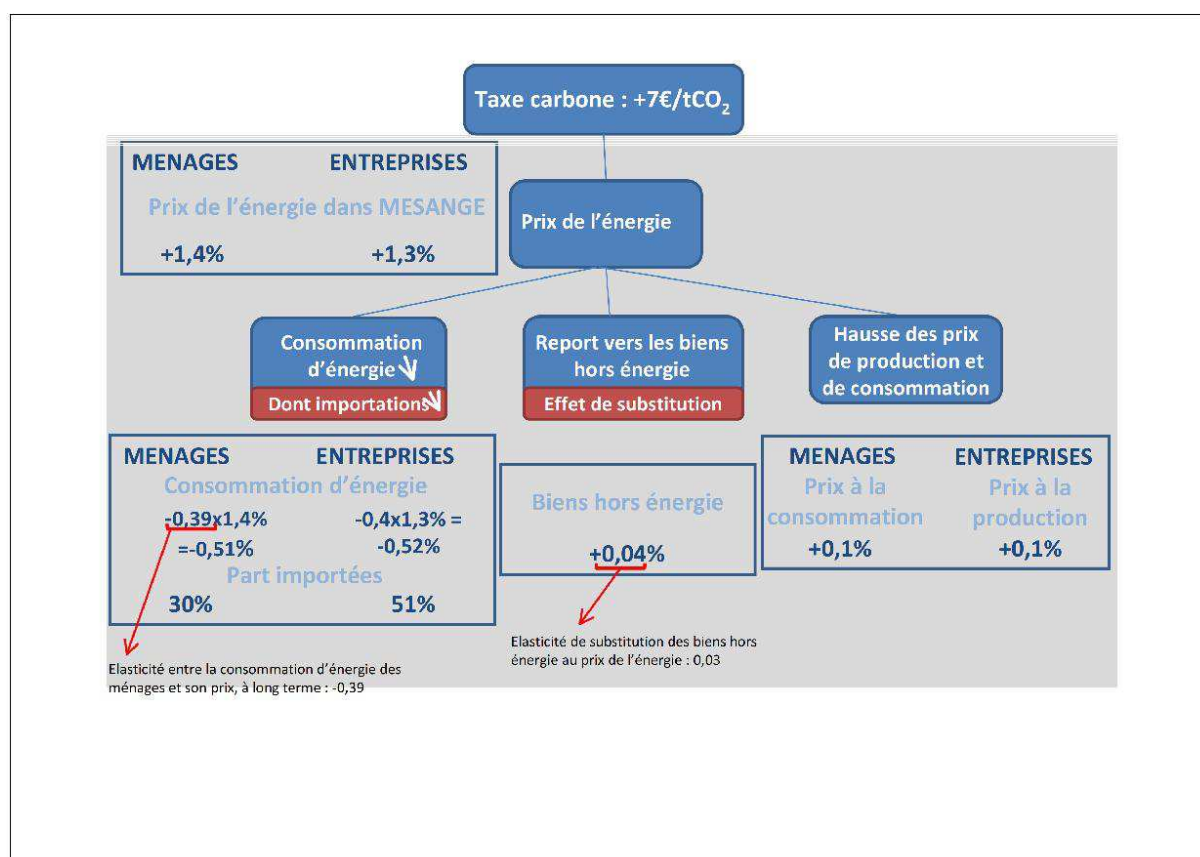 Taxe carbone : +7€/tCO2
MENAGES ENTREPRISES
Prix de l'énergie dans MESANGE
+1,4% +1,3%
Prix de l'énergie
Consommation
d'énergie
Dont importations
Report vers les biens
hors énergie
Effet de substitution
Hausse des prix
de production et
de consommation
MENAGES ENTREPRISES
Consommation d'énergie
-0,39x1,4% -0,4x1,3% =
=-0,51% -0,52%
Part importées
30% 51%
Biens hors énergie
+0,04%
MENAGES ENTREPRISES
Prix à la Prix à la
consommation production
+0,1% +0,1%
Elasticité de substitution des biens hors
énergie au prix de l'énergie : 0,03
Elasticité entre la consommation d'énergie des
ménages et son prix, à long terme : -0,39